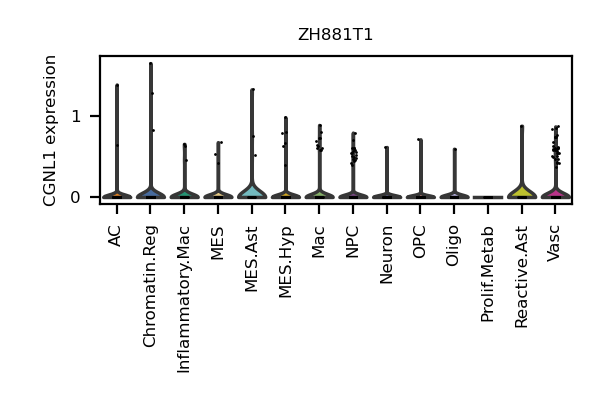 ZH881T1
CGNL1 expression
1
0
AC
Chromatin.Reg
Inflammatory.Mac
MES
MES.Ast
MES.Hyp
Mac
NPC
Neuron
OPC
Oligo
Prolif.Metab
Reactive.Ast
Vasc